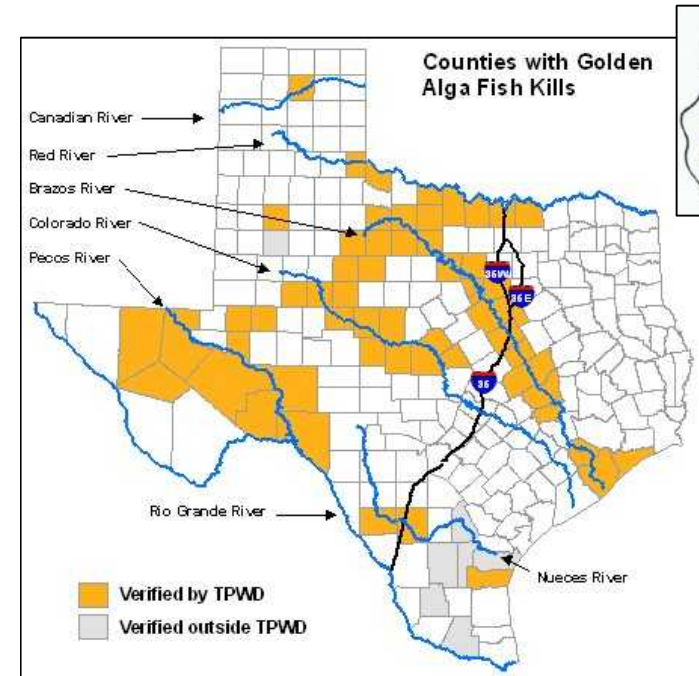 Counties with Golden
Alga Fish Kills
Canadian River
Red River
Brazos River
Colorado River
Pecos River
35W
35E
35
Rio Grande River
Nueces River
Verified by TPWD
Verified outside TPWD